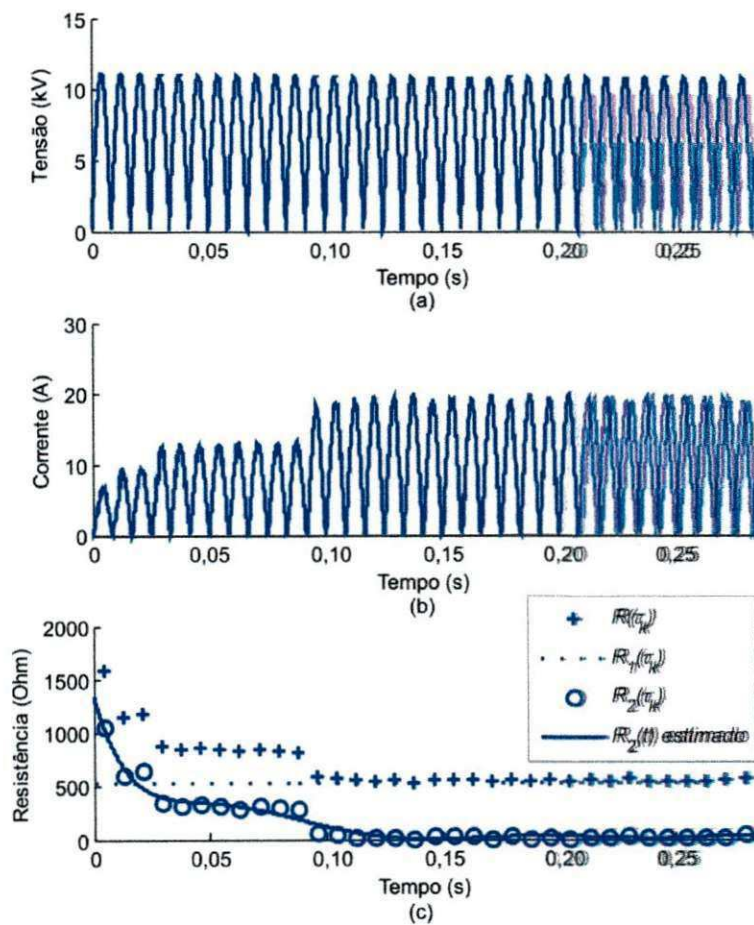 15
10
5
0
Tensão (kV)
0 0,05 0,10 0,15 0,20 0,25
Tempo (s)
(a)
30
20
10
0
Corrente (A)
0 0,05 0,10 0,15 0,20 0,25
Tempo (s)
(b)
2000
1500
1000
500
0
Resistência (Ohm)
R(τk)
R1(τk)
R2(τk)
R2(t) estimado
0 0,05 0,10 0,15 0,20 0,25
Tempo (s)
(c)